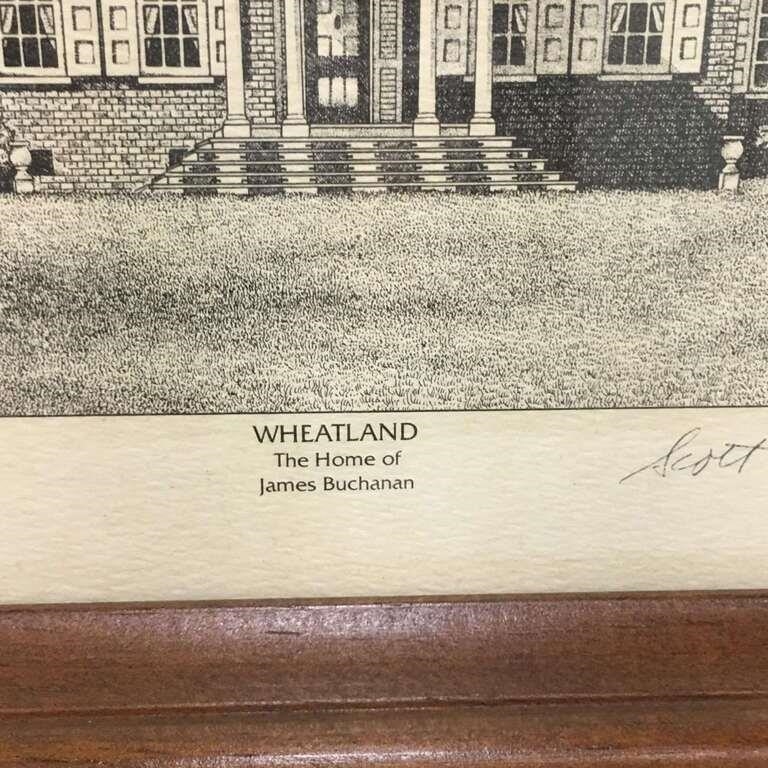 WHEATLAND
The Home of
James Buchanan
Scott